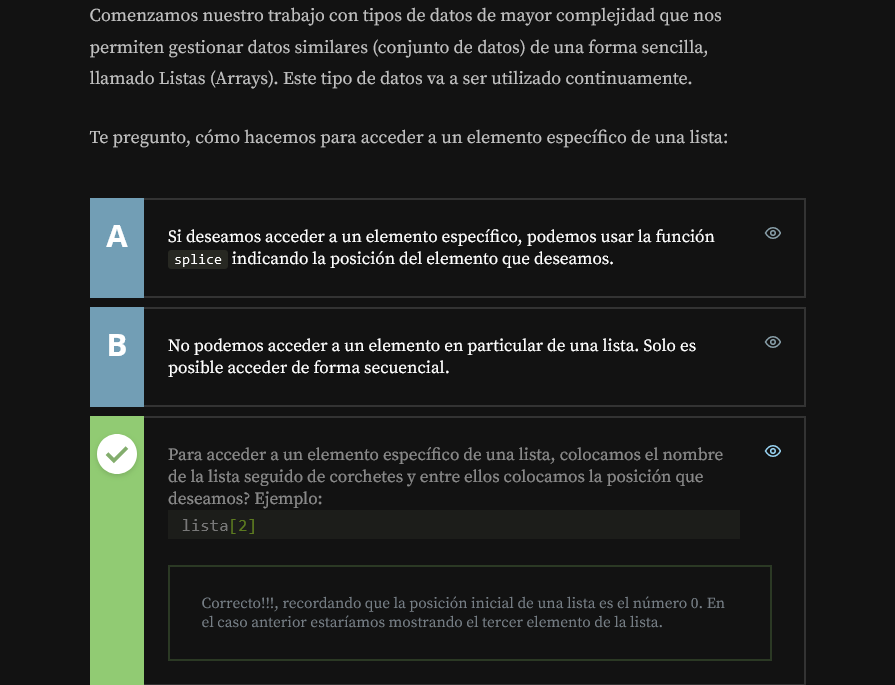 Comenzamos nuestro trabajo con tipos de datos de mayor complejidad que nos
permiten gestionar datos similares (conjunto de datos) de una forma sencilla,
llamado Listas (Arrays). Este tipo de datos va a ser utilizado continuamente.
Te pregunto, cómo hacemos para acceder a un elemento específico de una lista:
A
Si deseamos acceder a un elemento específico, podemos usar la función
splice indicando la posición del elemento que deseamos.
B
No podemos acceder a un elemento en particular de una lista. Solo es
posible acceder de forma secuencial.
Para acceder a un elemento específico de una lista, colocamos el nombre
de la lista seguido de corchetes y entre ellos colocamos la posición que
deseamos? Ejemplo:
lista[2]
Correcto!!!, recordando que la posición inicial de una lista es el número 0. En
el caso anterior estaríamos mostrando el tercer elemento de la lista.